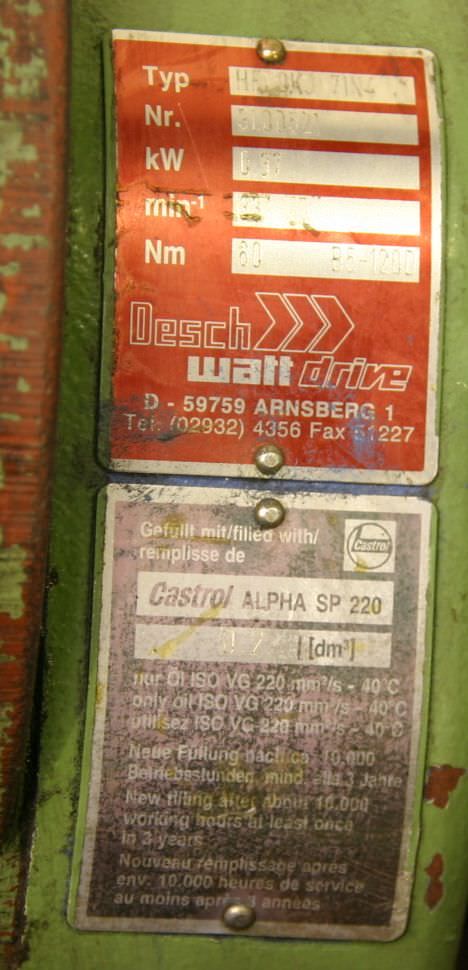 Typ
Nr.
kW
min-1
Nm 60 B5-1200
Desch
watt drive
D - 59759 ARNSBERG 1
Tel. (02932) 4356 Fax 51227
Gefüllt mit/filled with/
remplisse de
Castrol
Castrol ALPHA SP 220
l [dm³]
nur Öl ISO VG 220 mm²/s - 40°C
only oil ISO VG 220 mm²/s - 40°C
utilisez ISO VG 220 mm²/s - 40°C
Neue Füllung nach ca. 10.000
Betriebsstunden, mind. alle 3 Jahre
New filling after about 10.000
working hours at least once
in 3 years
Nouveau remplissage après
env. 10.000 heures de service
au moins après 3 années